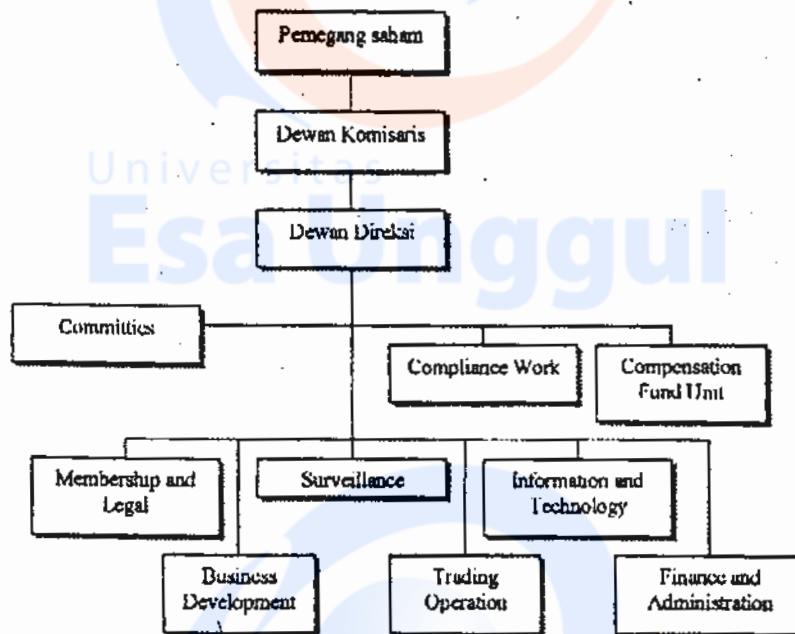 Pemegang saham
Dewan Komisaris
Universitas
Esa Unggul
Dewan Direksi
Committies
Compliance Work
Compensation
Fund Unit
Membership and
Legal
Surveillance
Information and
Technology
Business
Development
Trading
Operation
Finance and
Administration